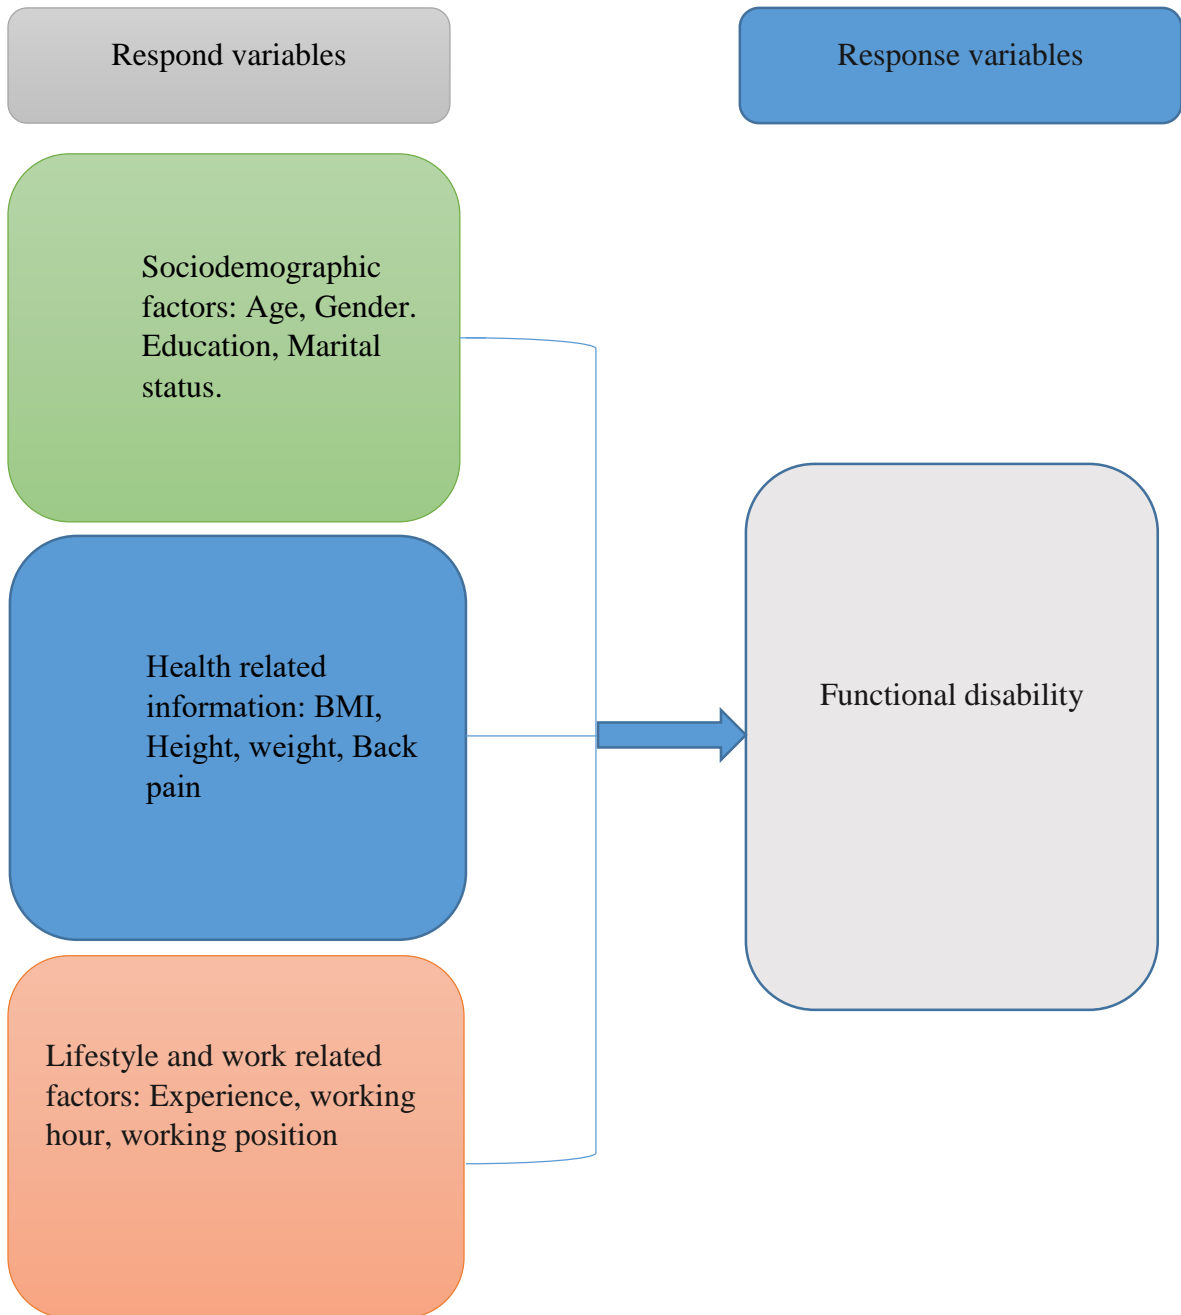 Respond variables
Response variables
Sociodemographic
factors: Age, Gender.
Education, Marital
status.
Health related
information: BMI,
Height, weight, Back
pain
Functional disability
Lifestyle and work related
factors: Experience, working
hour, working position